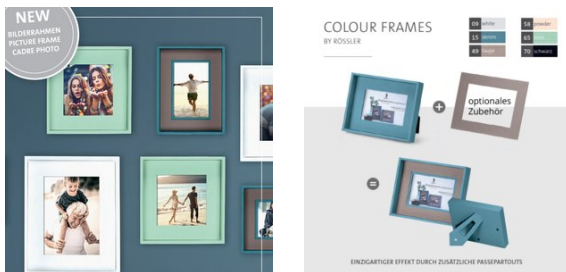 NEW
BILDERRAHMEN
PICTURE FRAME
CADRE PHOTO
COLOUR FRAMES
BY RÖSSLER
09 white
58 powder
15 denim
65
49 taupe
70 schwarz
optionales
Zubehör
EINZIGARTIGER EFFEKT DURCH ZUSÄTZLICHE PASSEPARTOUTS